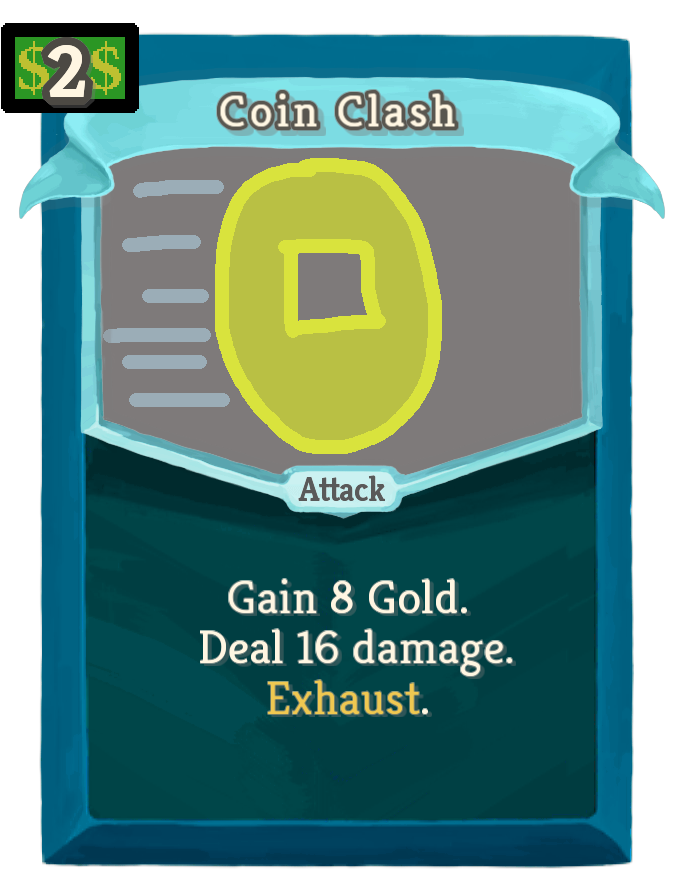 $2$
Coin Clash
Attack
Gain 8 Gold.
Deal 16 damage.
Exhaust.